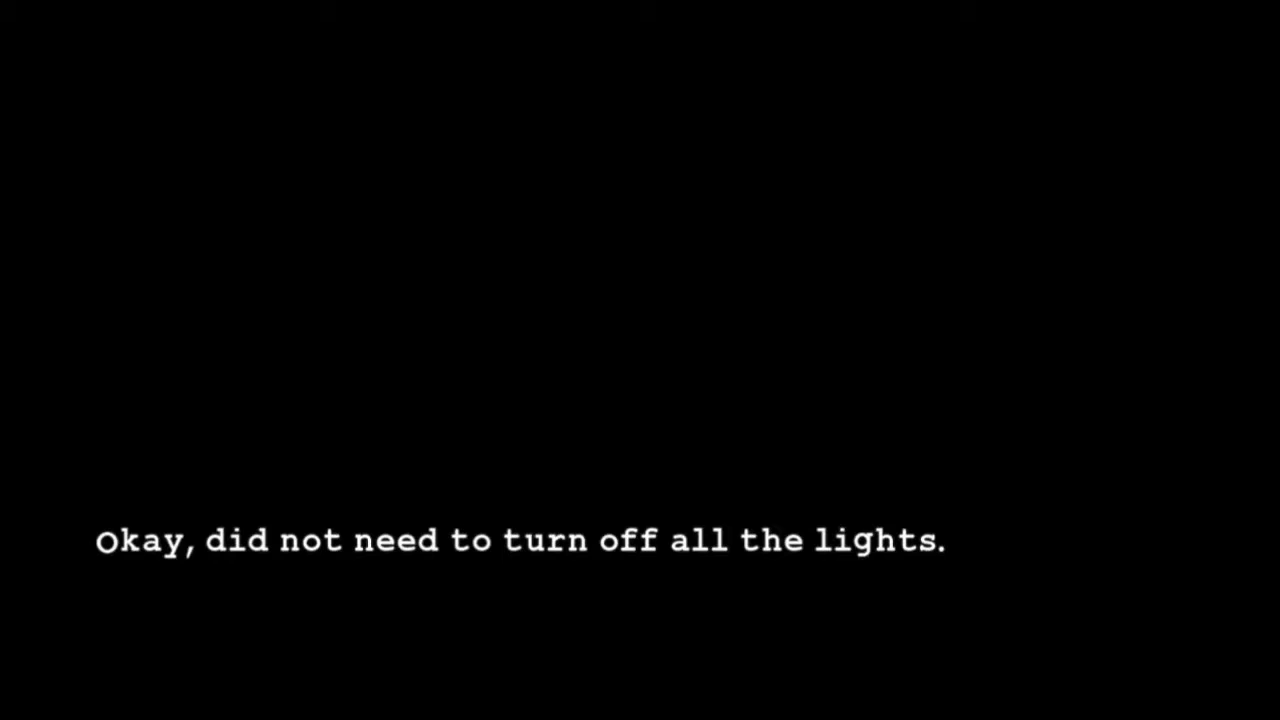 Okay, did not need to turn off all the lights.